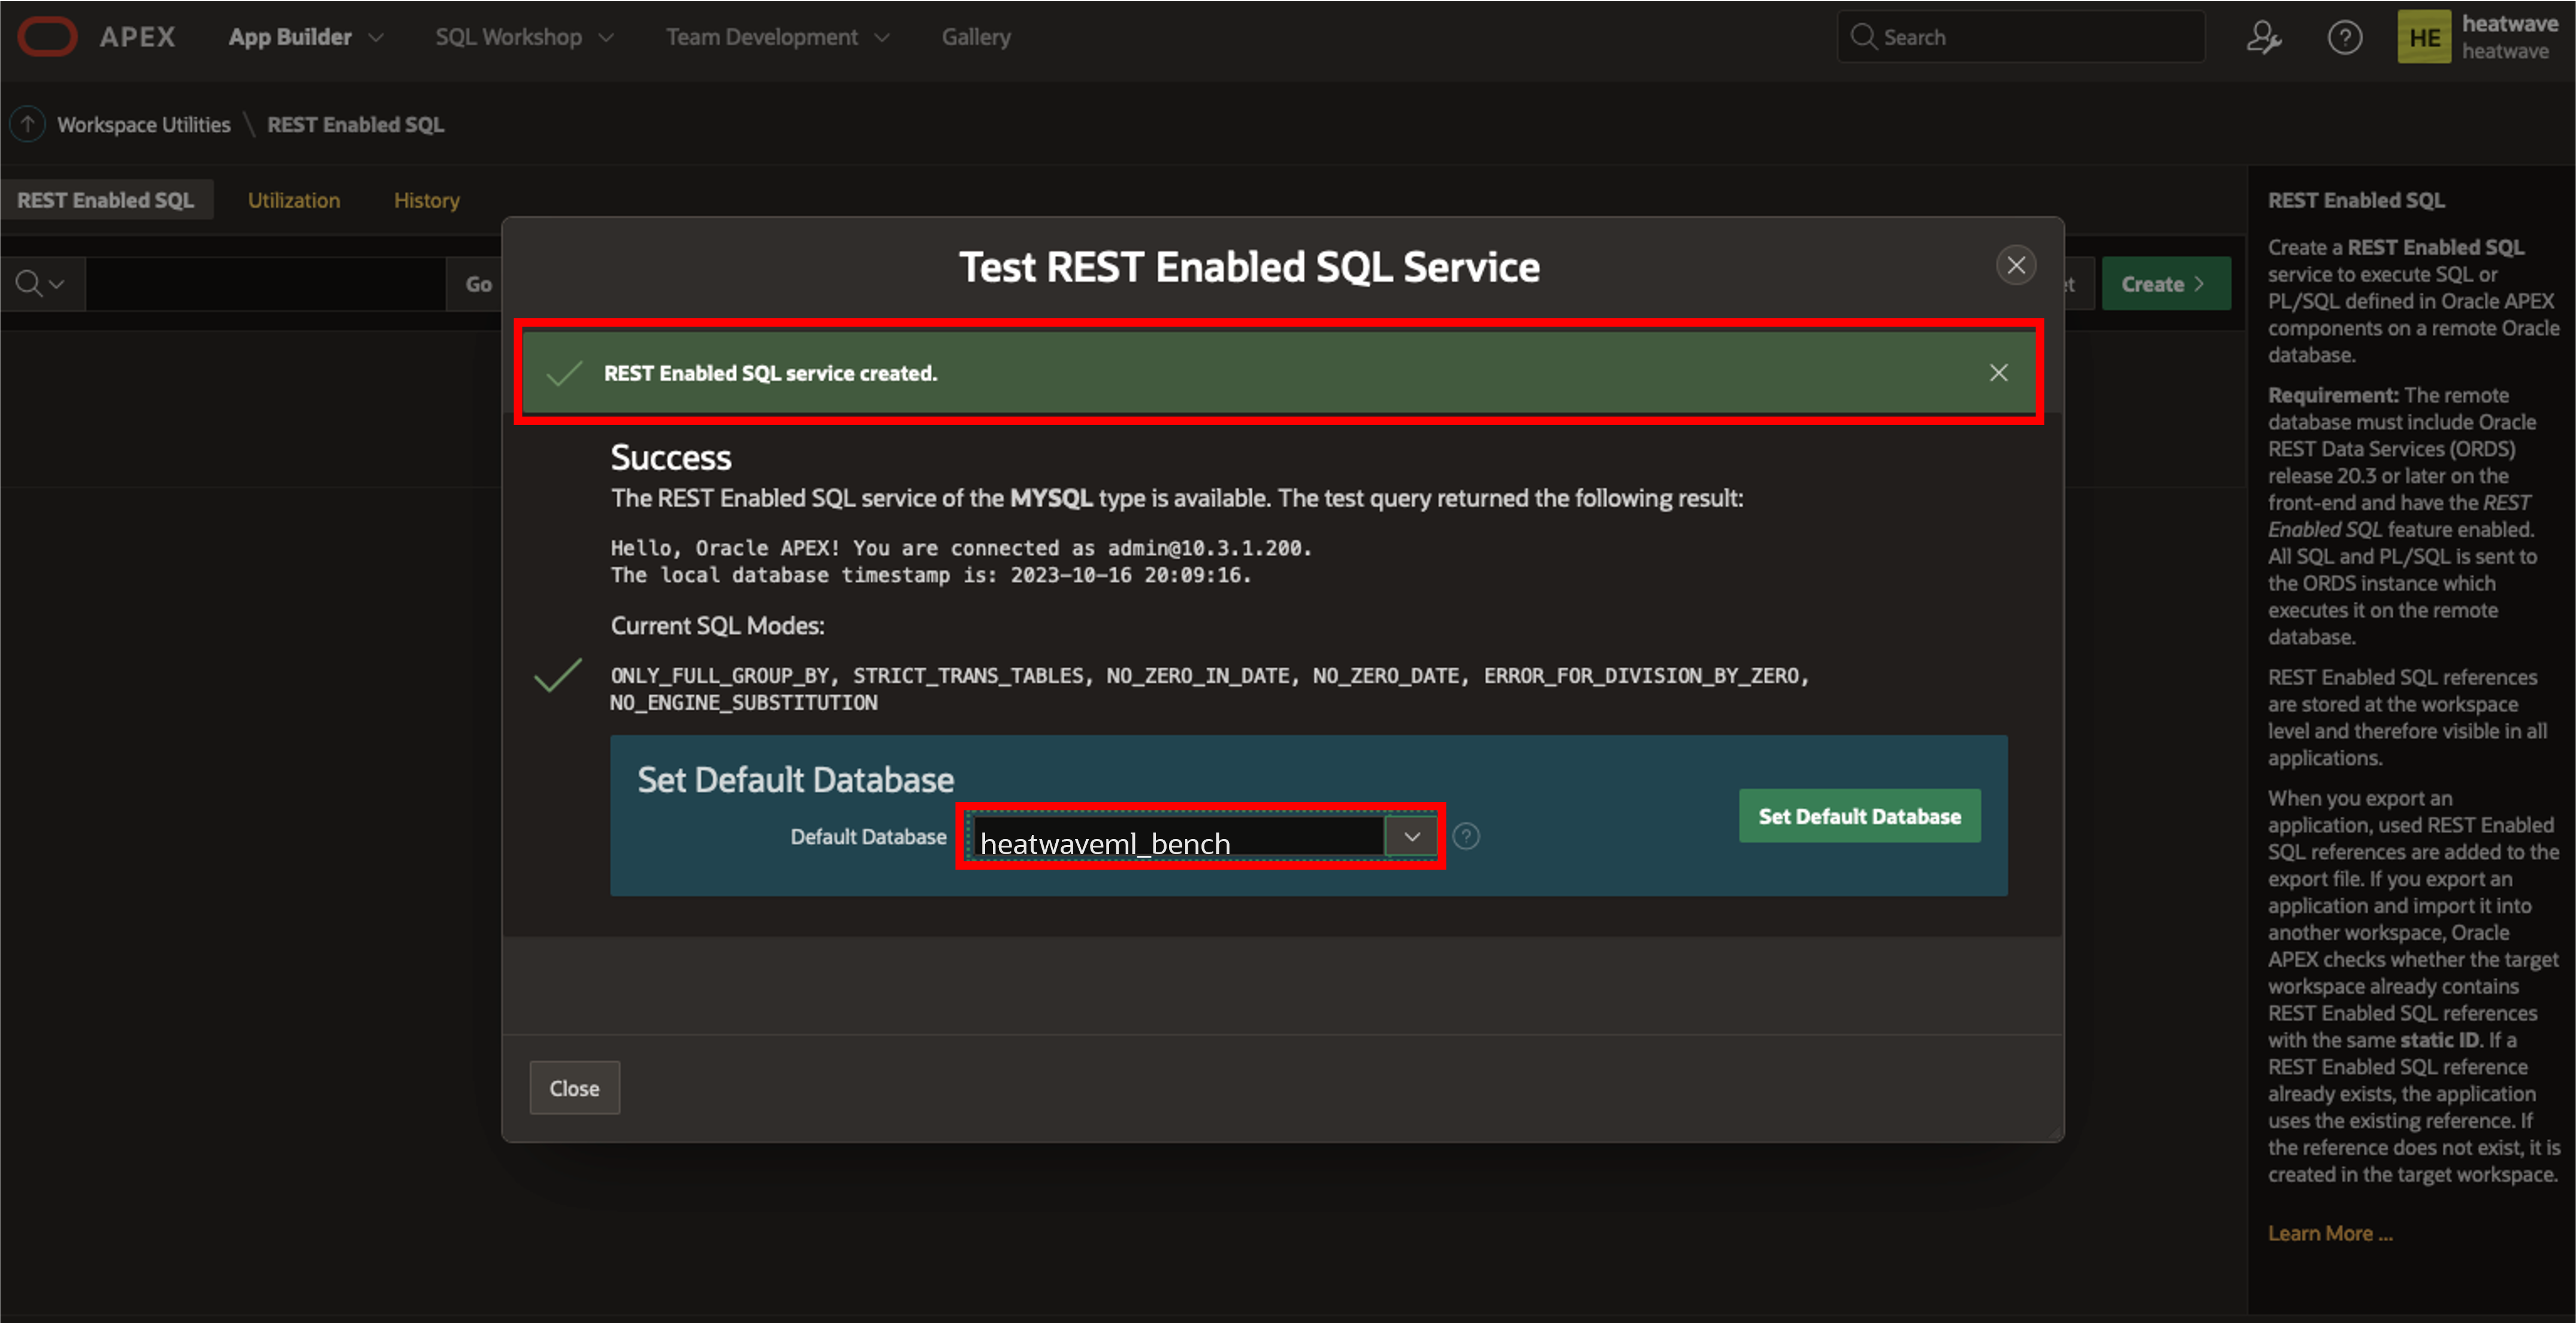 APEX App Builder SQL Workshop Team Development Gallery Search HE heatwave
heatwave
Workspace Utilities \ REST Enabled SQL
REST Enabled SQL Utilization History
Go
Create
Test REST Enabled SQL Service
REST Enabled SQL service created.
Success
The REST Enabled SQL service of the MYSQL type is available. The test query returned the following result:
Hello, Oracle APEX! You are connected as admin@10.3.1.200.
The local database timestamp is: 2023-10-16 20:09:16.
Current SQL Modes:
ONLY_FULL_GROUP_BY, STRICT_TRANS_TABLES, NO_ZERO_IN_DATE, NO_ZERO_DATE, ERROR_FOR_DIVISION_BY_ZERO,
NO_ENGINE_SUBSTITUTION
Set Default Database
Default Database heatwaveml_bench
Set Default Database
Close
REST Enabled SQL
Create a REST Enabled SQL
service to execute SQL or
PL/SQL defined in Oracle APEX
components on a remote Oracle
database.
Requirement: The remote
database must include Oracle
REST Data Services (ORDS)
release 20.3 or later on the
front-end and have the REST
Enabled SQL feature enabled.
All SQL and PL/SQL is sent to
the ORDS instance which
executes it on the remote
database.
REST Enabled SQL references
are stored at the workspace
level and therefore visible in all
applications.
When you export an
application, used REST Enabled
SQL references are added to the
export file. If you export an
application and import it into
another workspace, Oracle
APEX checks whether the target
workspace already contains
REST Enabled SQL references
with the same static ID. If a
REST Enabled SQL reference
already exists, the application
uses the existing reference. If
the reference does not exist, it is
created in the target workspace.
Learn More ...